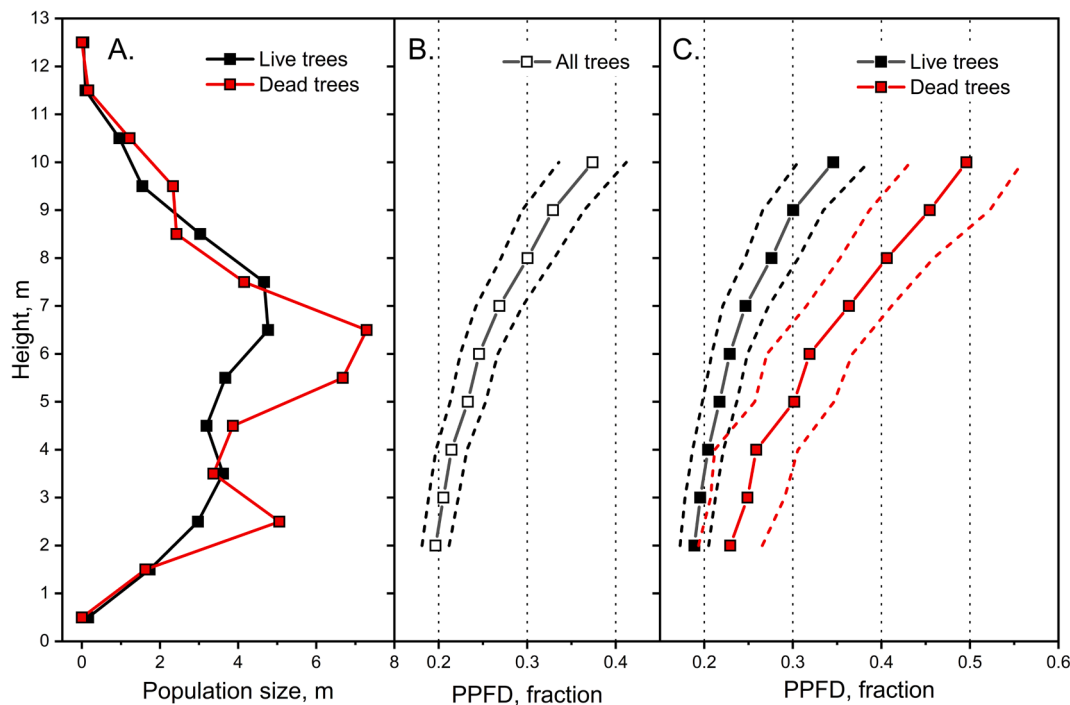 A.
Live trees
Dead trees
B.
All trees
C.
Live trees
Dead trees
Height, m
13
12
11
10
9
8
7
6
5
4
3
2
1
0
0 2 4 6 8
0.2 0.3 0.4
0.2 0.3 0.4 0.5 0.6
Population size, m
PPFD, fraction
PPFD, fraction